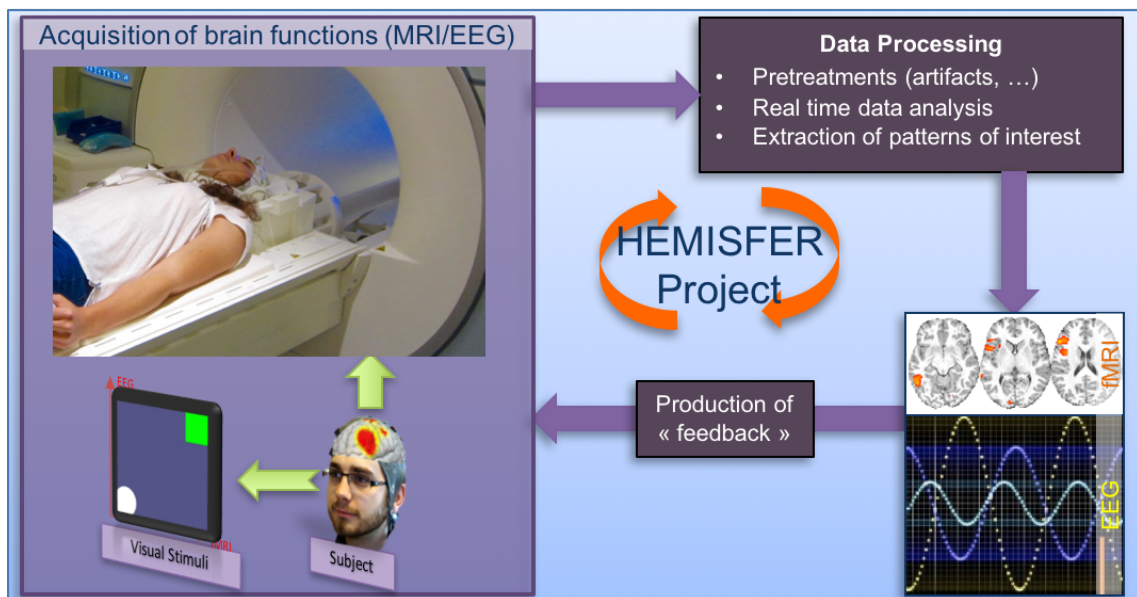 Acquisition of brain functions (MRI/EEG)
EEG
fMRI
Visual Stimuli
Subject
Data Processing
• Pretreatments (artifacts, …)
• Real time data analysis
• Extraction of patterns of interest
HEMISFER
Project
Production of
« feedback »
fMRI
EEG